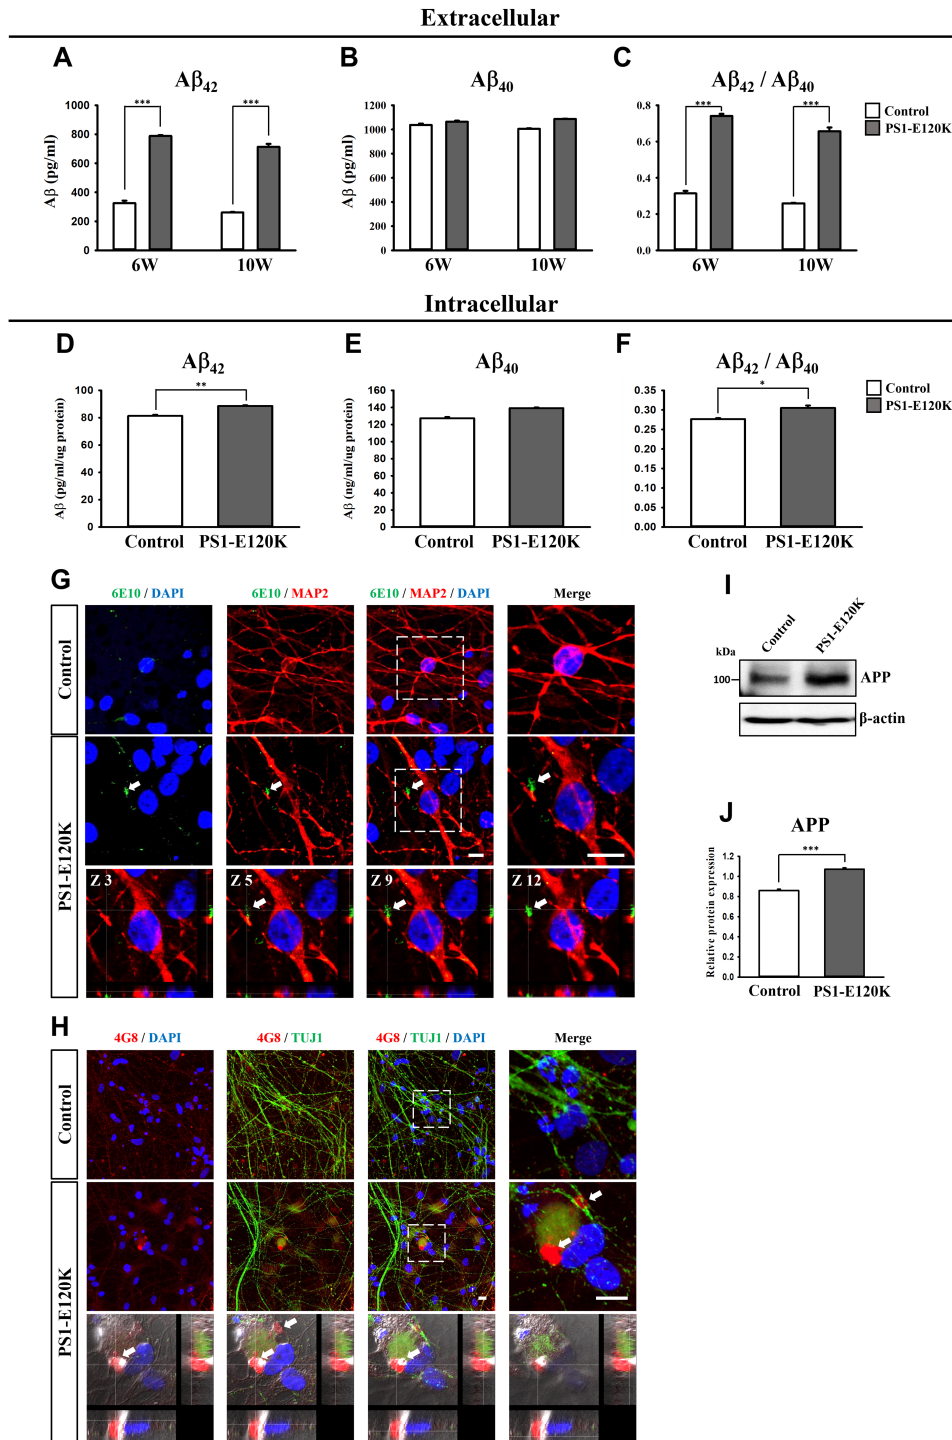 Extracellular
A
Aβ42
Aβ (pg/ml)
1000
800
600
400
200
0
***
***
6W
10W
B
Aβ40
Aβ (pg/ml)
1200
1000
800
600
400
200
0
6W
10W
C
Aβ42 / Aβ40
0.8
0.6
0.4
0.2
0.0
***
***
6W
10W
Control
PS1-E120K
Intracellular
D
Aβ42
Aβ (pg/ml/ug protein)
100
80
60
40
20
0
**
Control PS1-E120K
E
Aβ40
Aβ (ng/ml/ug protein)
160
140
120
100
80
60
40
20
0
Control PS1-E120K
F
Aβ42 / Aβ40
0.35
0.30
0.25
0.20
0.15
0.10
0.05
0.00
*
Control PS1-E120K
Control
PS1-E120K
G
6E10 / DAPI
6E10 / MAP2
6E10 / MAP2 / DAPI
Merge
Control
PS1-E120K
Z 3
Z 5
Z 9
Z 12
I
Control
PS1-E120K
kDa
100
APP
β-actin
J
APP
Relative protein expression
1.2
1.0
0.8
0.6
0.4
0.2
0.0
***
Control PS1-E120K
H
4G8 / DAPI
4G8 / TUJ1
4G8 / TUJ1 / DAPI
Merge
Control
PS1-E120K